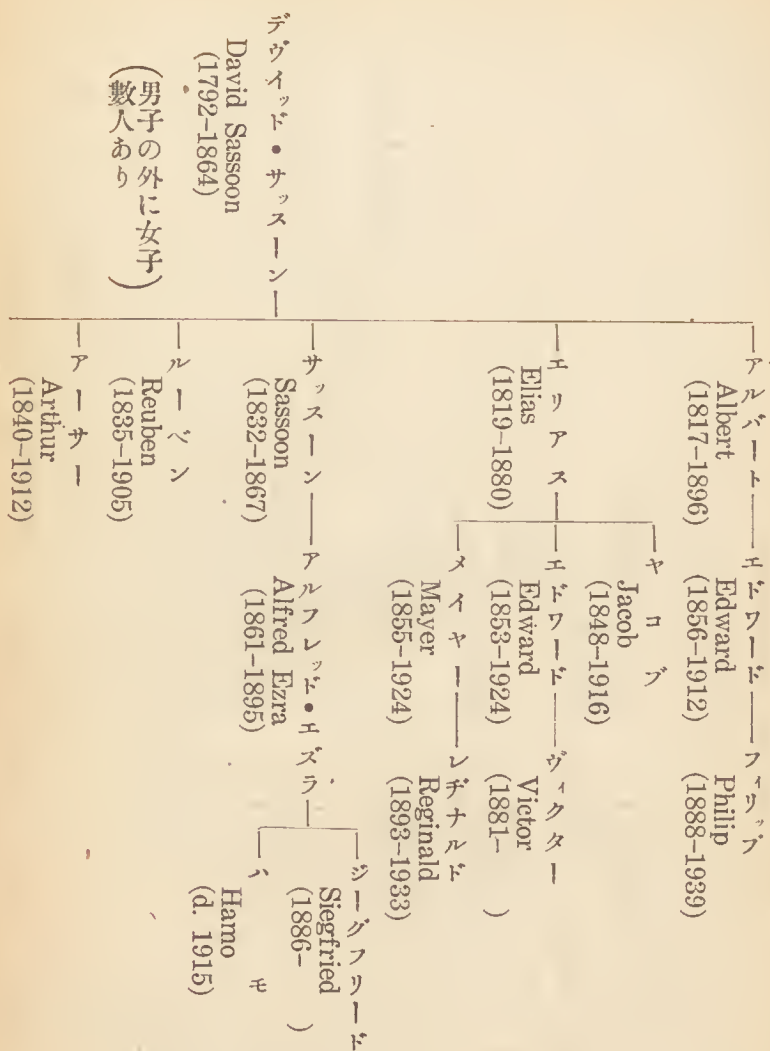 デヴイッド・サッスーン
David Sassoon
(1792-1864)
(男子の外に女子
數人あり)
アルバート
Albert
(1817-1896)
エドワード
Edward
(1856-1912)
フィリップ
Philip
(1888-1939)
エリアス
Elias
(1819-1880)
ヤコブ
Jacob
(1848-1916)
エドワード
Edward
(1853-1924)
ヴィクター
Victor
(1881- )
メイヤー
Mayer
(1855-1924)
レヂナルド
Reginald
(1893-1933)
サッスーン
Sassoon
(1832-1867)
アルフレッド・エズラ
Alfred Ezra
(1861-1895)
ジーグフリード
Siegfried
(1886- )
ハモ
Hamo
(d. 1915)
ルーベン
Reuben
(1835-1905)
アーサー
Arthur
(1840-1912)